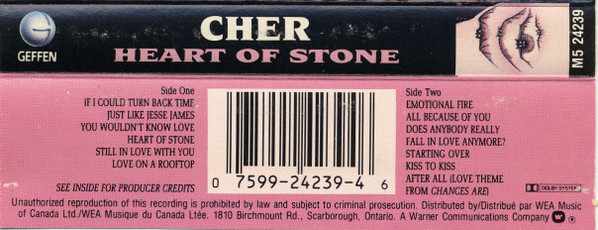 GEFFEN
CHER
HEART OF STONE
M5 24239
Side One
IF I COULD TURN BACK TIME
JUST LIKE JESSE JAMES
YOU WOULDN'T KNOW LOVE
HEART OF STONE
STILL IN LOVE WITH YOU
LOVE ON A ROOFTOP
SEE INSIDE FOR PRODUCER CREDITS
0 7599-24239-4 6
Side Two
EMOTIONAL FIRE
ALL BECAUSE OF YOU
DOES ANYBODY REALLY
FALL IN LOVE ANYMORE?
STARTING OVER
KISS TO KISS
AFTER ALL (LOVE THEME
FROM CHANGES ARE)
DOLBY SYSTEM
Unauthorized reproduction of this recording is prohibited by law and subject to criminal prosecution. Distributed by/Distribué par WEA Music
of Canada Ltd./WEA Musique du Canada Ltée. 1810 Birchmount Rd., Scarborough, Ontario. A Warner Communications Company ®.